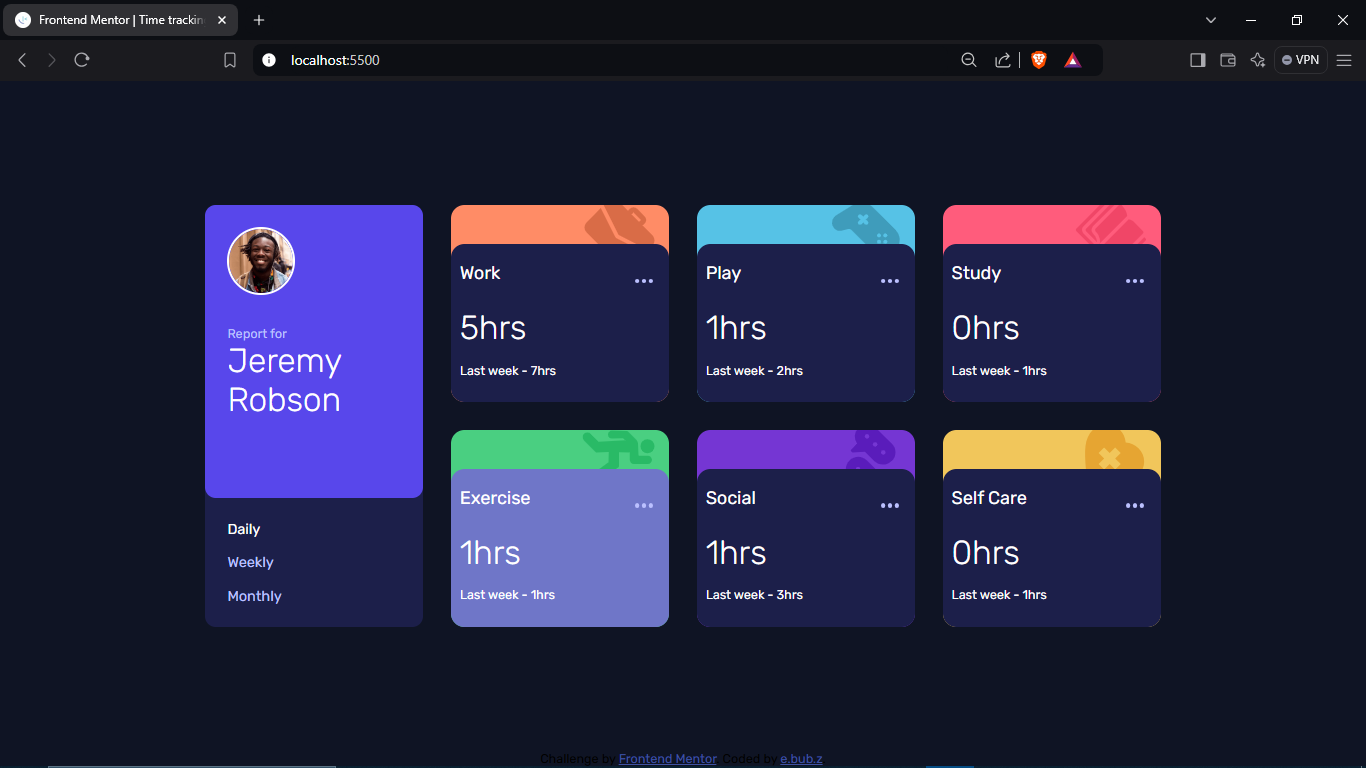 Frontend Mentor | Time trackin
localhost:5500
VPN
Report for
Jeremy
Robson
Daily
Weekly
Monthly
Work
5hrs
Last week - 7hrs
Play
1hrs
Last week - 2hrs
Study
0hrs
Last week - 1hrs
Exercise
1hrs
Last week - 1hrs
Social
1hrs
Last week - 3hrs
Self Care
0hrs
Last week - 1hrs
Challenge by Frontend Mentor. Coded by e.bub.z